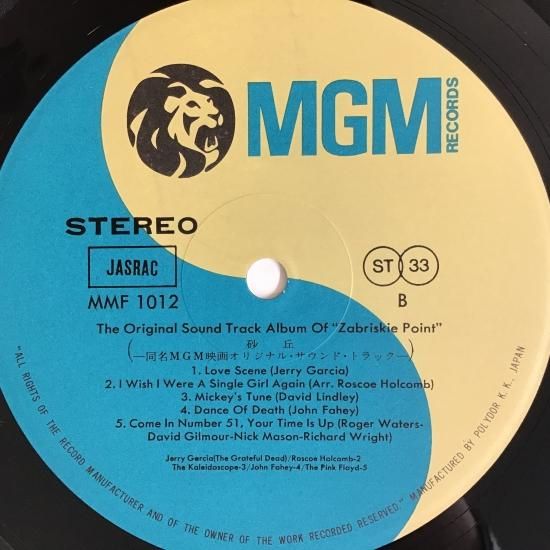 MGM
RECORDS
STEREO
JASRAC
ST 33
MMF 1012
B
The Original Sound Track Album Of "Zabriskie Point"
砂 丘
(—同名MGM映画オリジナル・サウンド・トラック—)
1. Love Scene (Jerry Garcia)
2. I Wish I Were A Single Girl Again (Arr. Roscoe Holcomb)
3. Mickey's Tune (David Lindley)
4. Dance Of Death (John Fahey)
5. Come In Number 51, Your Time Is Up (Roger Waters-
David Gilmour-Nick Mason-Richard Wright)
Jerry Gercia(The Grateful Dead)/Roscoe Holcomb-2
The Kaleidoscope-3/John Fahey-4/The Pink Floyd-5
"ALL RIGHTS OF THE RECORD MANUFACTURER AND OF THE OWNER OF THE WORK RECORDED RESERVED." MANUFACTURED BY POLYDOR K. K., JAPAN